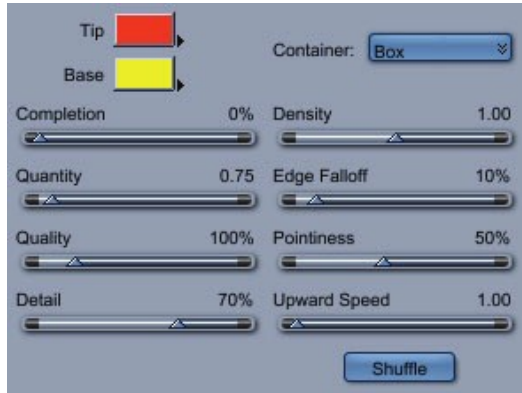 Tip
Base
Container: Box
Completion 0%
Density 1.00
Quantity 0.75
Edge Falloff 10%
Quality 100%
Pointiness 50%
Detail 70%
Upward Speed 1.00
Shuffle